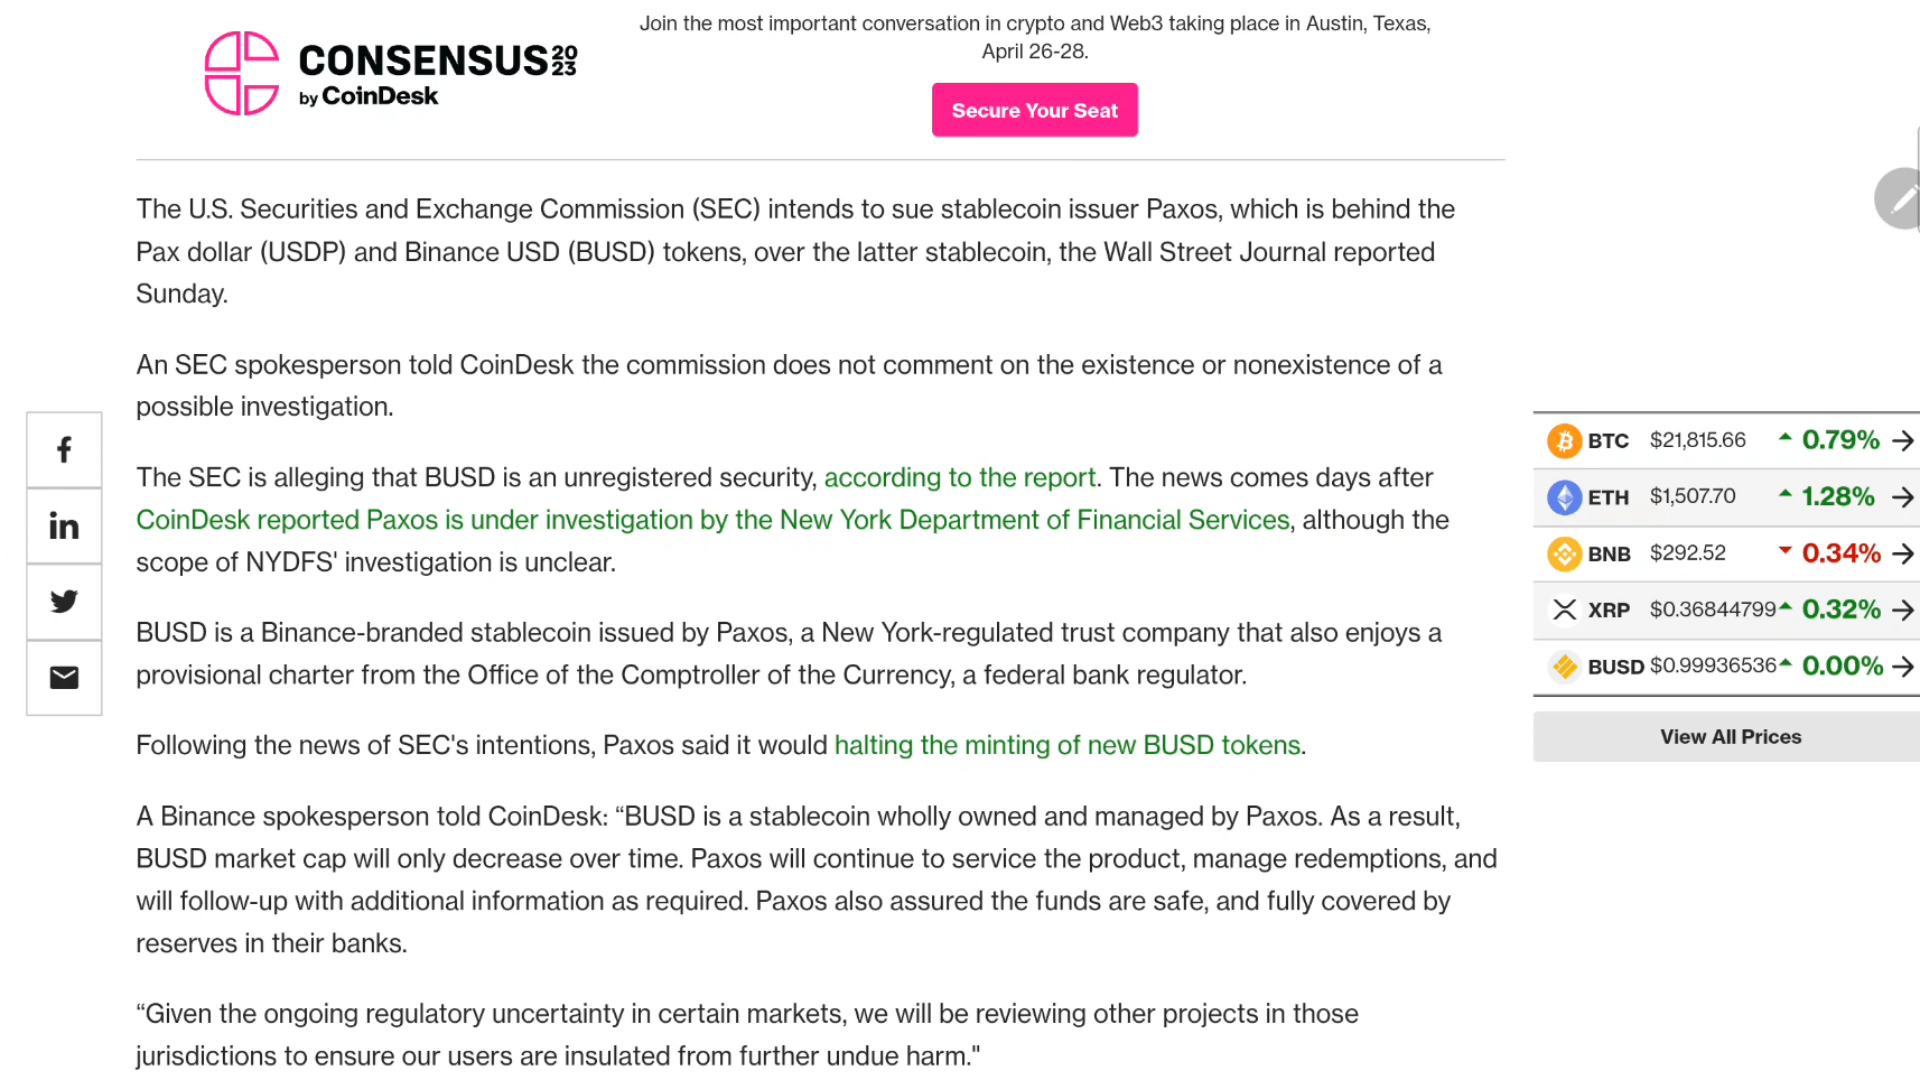 CONSENSUS 20 23
by CoinDesk
Join the most important conversation in crypto and Web3 taking place in Austin, Texas,
April 26-28.
Secure Your Seat
The U.S. Securities and Exchange Commission (SEC) intends to sue stablecoin issuer Paxos, which is behind the
Pax dollar (USDP) and Binance USD (BUSD) tokens, over the latter stablecoin, the Wall Street Journal reported
Sunday.
An SEC spokesperson told CoinDesk the commission does not comment on the existence or nonexistence of a
possible investigation.
The SEC is alleging that BUSD is an unregistered security, according to the report. The news comes days after
CoinDesk reported Paxos is under investigation by the New York Department of Financial Services, although the
scope of NYDFS' investigation is unclear.
BUSD is a Binance-branded stablecoin issued by Paxos, a New York-regulated trust company that also enjoys a
provisional charter from the Office of the Comptroller of the Currency, a federal bank regulator.
Following the news of SEC's intentions, Paxos said it would halting the minting of new BUSD tokens.
A Binance spokesperson told CoinDesk: “BUSD is a stablecoin wholly owned and managed by Paxos. As a result,
BUSD market cap will only decrease over time. Paxos will continue to service the product, manage redemptions, and
will follow-up with additional information as required. Paxos also assured the funds are safe, and fully covered by
reserves in their banks.
“Given the ongoing regulatory uncertainty in certain markets, we will be reviewing other projects in those
jurisdictions to ensure our users are insulated from further undue harm."
BTC $21,815.66 0.79%
ETH $1,507.70 1.28%
BNB $292.52 0.34%
XRP $0.36844799 0.32%
BUSD $0.99936536 0.00%
View All Prices